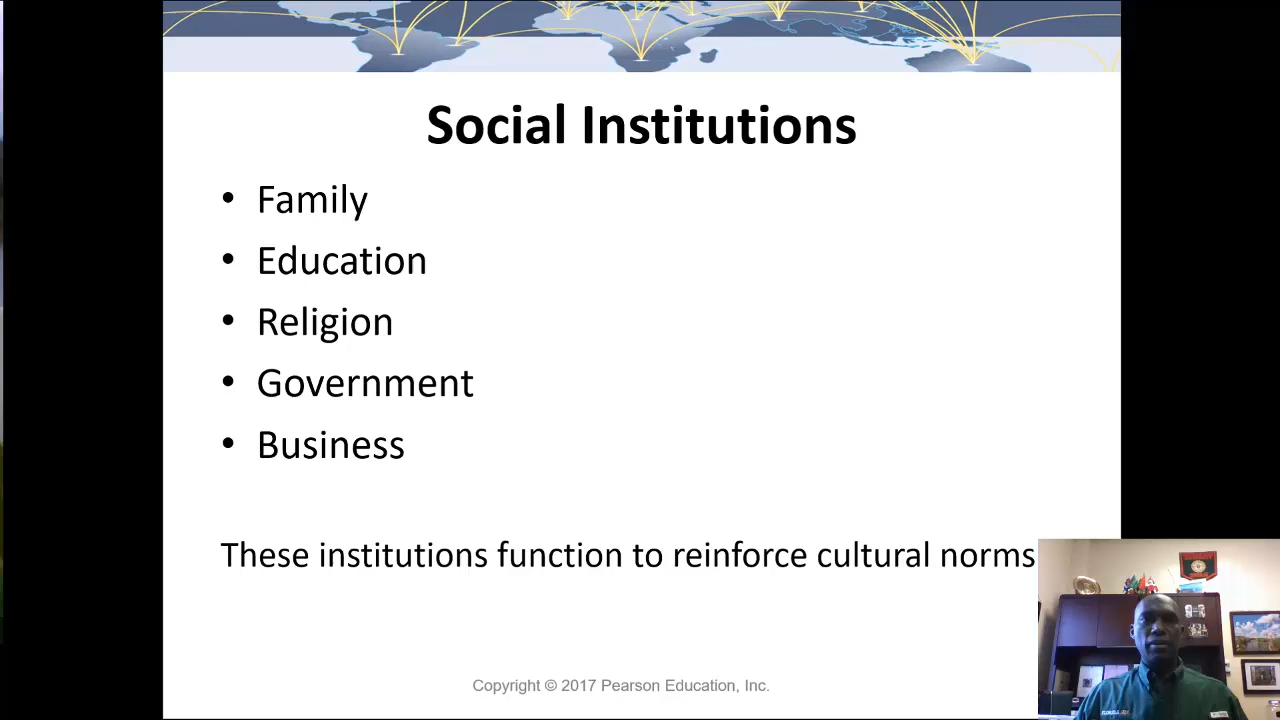 Social Institutions
• Family
• Education
• Religion
• Government
• Business
These institutions function to reinforce cultural norms
Copyright © 2017 Pearson Education, Inc.